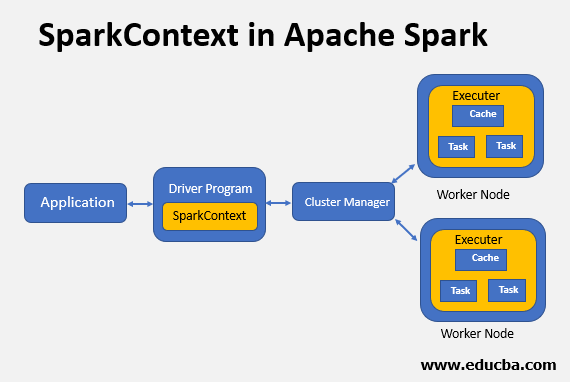 SparkContext in Apache Spark
Application
Driver Program
SparkContext
Cluster Manager
Executer
Cache
Task
Task
Worker Node
Executer
Cache
Task
Task
Worker Node
www.educba.com